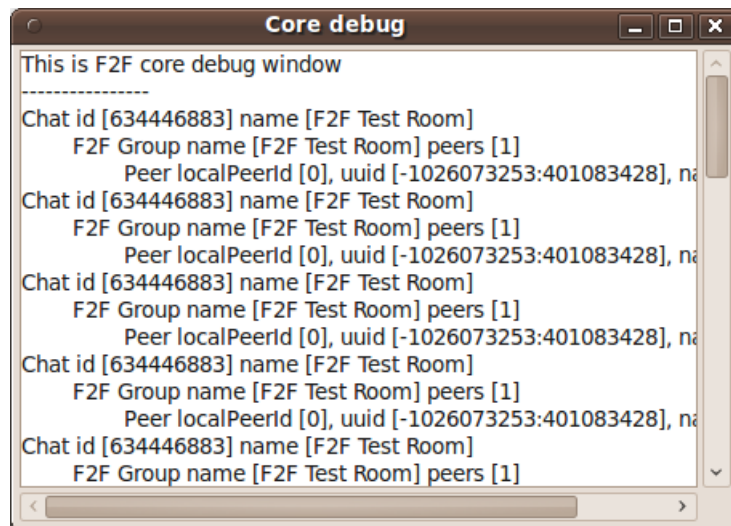 Core debug
This is F2F core debug window
----------------
Chat id [634446883] name [F2F Test Room]
F2F Group name [F2F Test Room] peers [1]
Peer localPeerId [0], uuid [-1026073253:401083428], na
Chat id [634446883] name [F2F Test Room]
F2F Group name [F2F Test Room] peers [1]
Peer localPeerId [0], uuid [-1026073253:401083428], na
Chat id [634446883] name [F2F Test Room]
F2F Group name [F2F Test Room] peers [1]
Peer localPeerId [0], uuid [-1026073253:401083428], na
Chat id [634446883] name [F2F Test Room]
F2F Group name [F2F Test Room] peers [1]
Peer localPeerId [0], uuid [-1026073253:401083428], na
Chat id [634446883] name [F2F Test Room]
F2F Group name [F2F Test Room] peers [1]